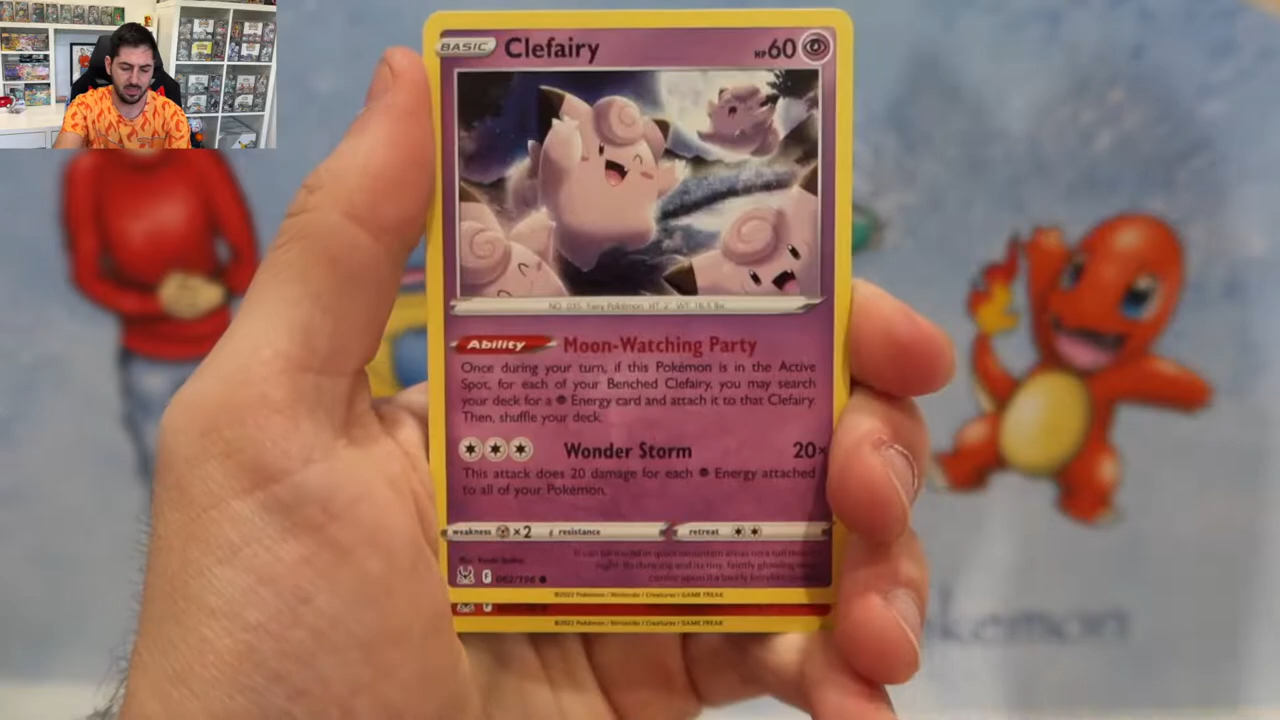 BASIC Clefairy HP60
NO. 035 Fairy Pokémon HT: 2' WT: 16.5 lbs.
Ability Moon-Watching Party
Once during your turn, if this Pokémon is in the Active
Spot, for each of your Benched Clefairy, you may search
your deck for a Energy card and attach it to that Clefairy.
Then, shuffle your deck.
Wonder Storm 20×
This attack does 20 damage for each Energy attached
to all of your Pokémon.
weakness ×2 resistance retreat
F 062/196
©2022 Pokémon / Nintendo / Creatures / GAME FREAK
©2022 Pokémon / Nintendo / Creatures / GAME FREAK
kemon